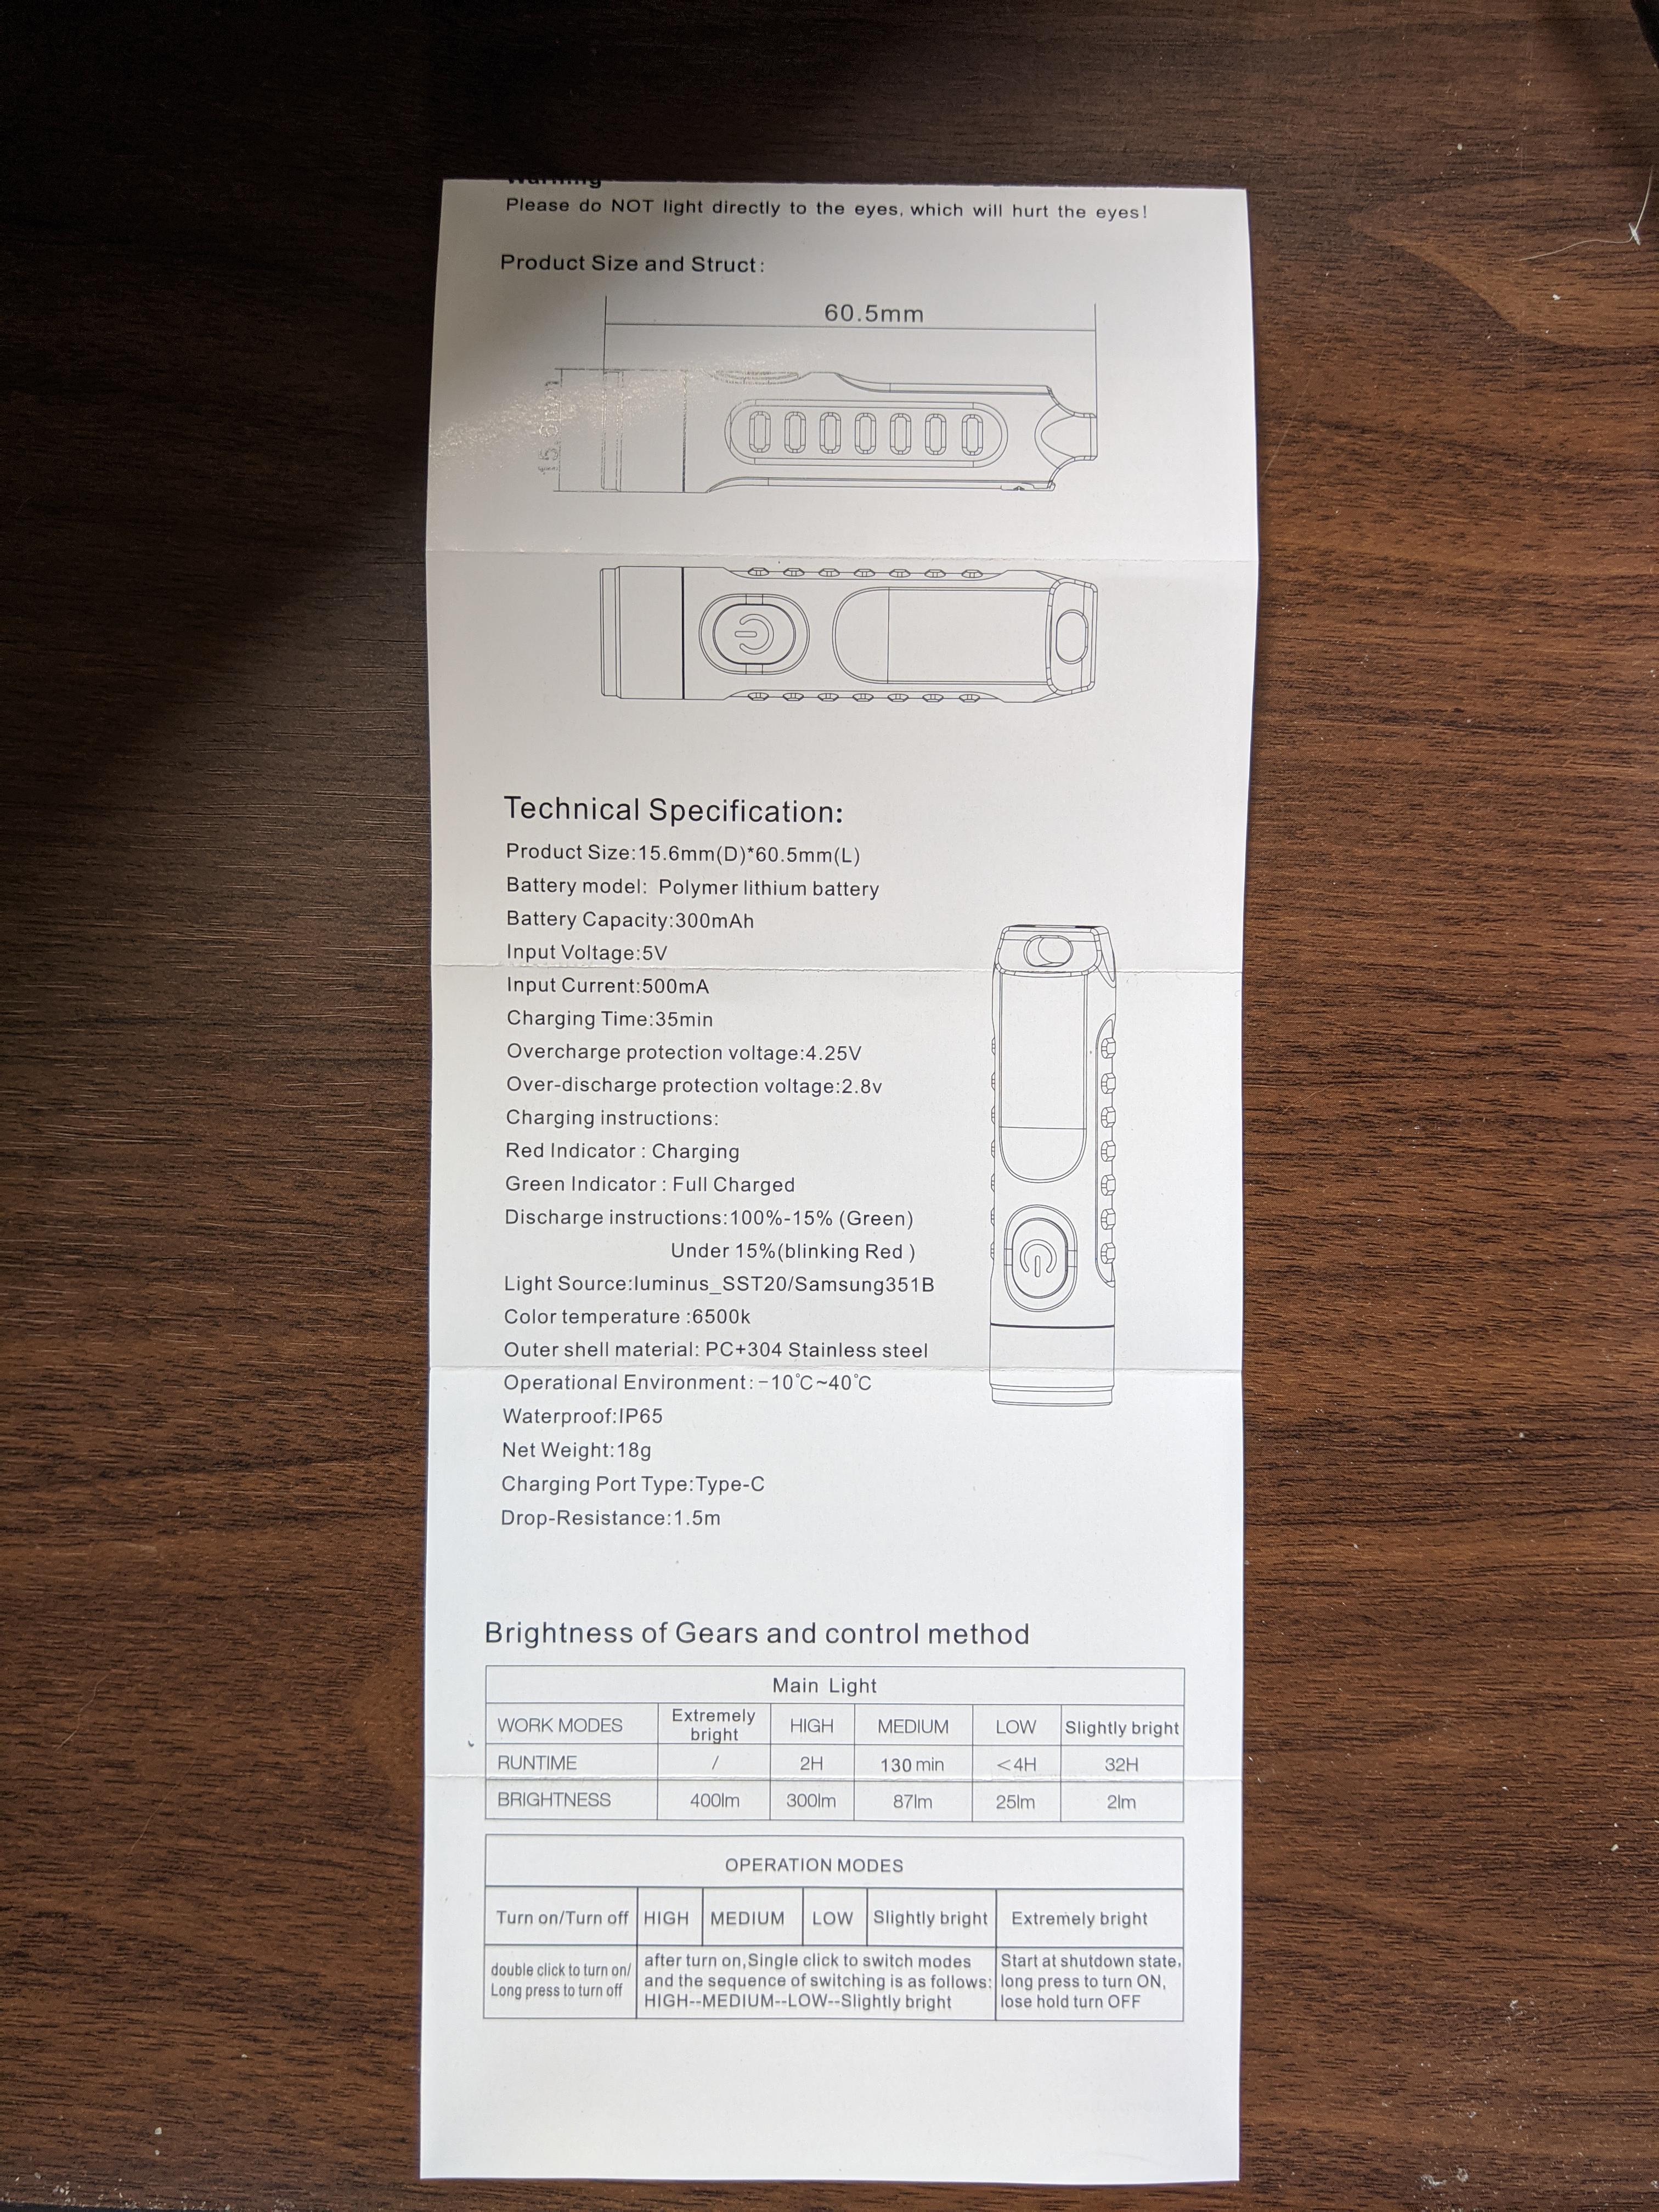 Warning
Please do NOT light directly to the eyes, which will hurt the eyes!
Product Size and Struct:
60.5mm
Technical Specification:
Product Size:15.6mm(D)*60.5mm(L)
Battery model: Polymer lithium battery
Battery Capacity:300mAh
Input Voltage:5V
Input Current:500mA
Charging Time:35min
Overcharge protection voltage:4.25V
Over-discharge protection voltage:2.8v
Charging instructions:
Red Indicator : Charging
Green Indicator : Full Charged
Discharge instructions:100%-15% (Green)
Under 15%(blinking Red )
Light Source:luminus_SST20/Samsung351B
Color temperature :6500k
Outer shell material: PC+304 Stainless steel
Operational Environment:-10℃~40℃
Waterproof:IP65
Net Weight:18g
Charging Port Type:Type-C
Drop-Resistance:1.5m
Brightness of Gears and control method
Main Light
WORK MODES Extremely bright HIGH MEDIUM LOW Slightly bright
RUNTIME / 2H 130 min <4H 32H
BRIGHTNESS 400lm 300lm 87lm 25lm 2lm
OPERATION MODES
Turn on/Turn off HIGH MEDIUM LOW Slightly bright Extremely bright
double click to turn on/
Long press to turn off
after turn on,Single click to switch modes
and the sequence of switching is as follows:
HIGH--MEDIUM--LOW--Slightly bright
Start at shutdown state,
long press to turn ON,
lose hold turn OFF